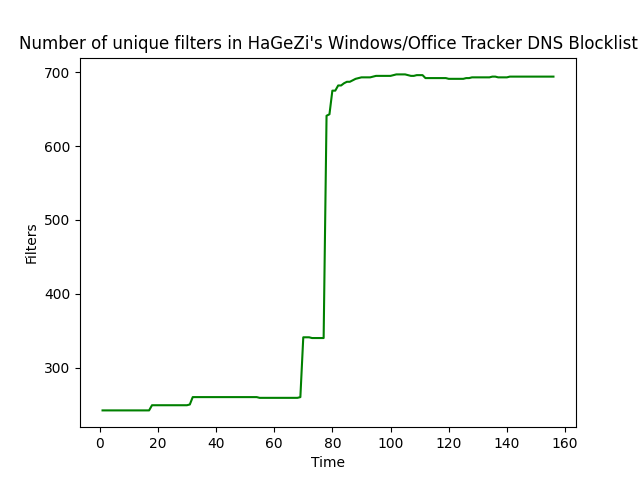 Number of unique filters in HaGeZi's Windows/Office Tracker DNS Blocklist
700
600
500
400
300
Filters
0 20 40 60 80 100 120 140 160
Time